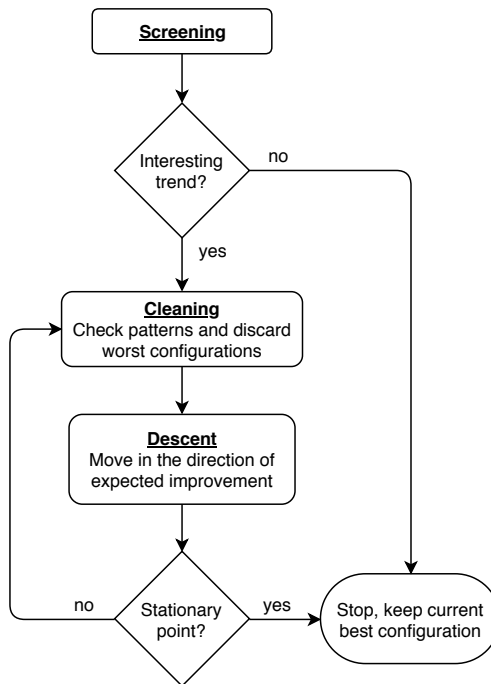 Screening
Interesting
trend?
no
yes
Cleaning
Check patterns and discard
worst configurations
Descent
Move in the direction of
expected improvement
no
Stationary
point?
yes
Stop, keep current
best configuration